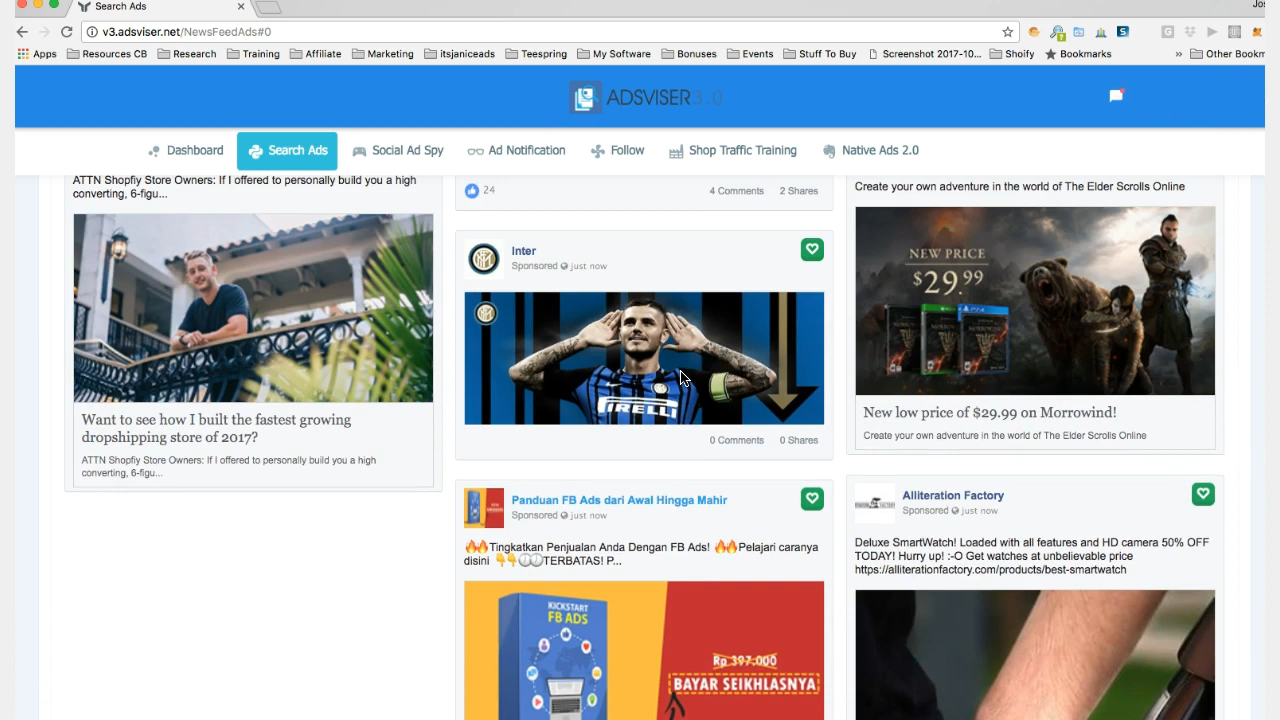 Search Ads
Jos
v3.adsviser.net/NewsFeedAds#0
Apps
Resources CB
Research
Training
Affiliate
Marketing
itsjaniceads
Teespring
My Software
Bonuses
Events
Stuff To Buy
Screenshot 2017-10...
Shoify
Bookmarks
»
Other Bookm
ADSVISER3.0
Dashboard
Search Ads
Social Ad Spy
Ad Notification
Follow
Shop Traffic Training
Native Ads 2.0
ATTN Shopfiy Store Owners: If I offered to personally build you a high
converting, 6-figu...
Want to see how I built the fastest growing
dropshipping store of 2017?
ATTN Shopfiy Store Owners: If I offered to personally build you a high
converting, 6-figu...
24
4 Comments 2 Shares
Inter
Sponsored just now
PIRELLI
0 Comments 0 Shares
Panduan FB Ads dari Awal Hingga Mahir
Sponsored just now
🔥🔥Tingkatkan Penjualan Anda Dengan FB Ads! 🔥🔥Pelajari caranya
disini 👇👇🕛🕛TERBATAS! P...
KICKSTART
FB ADS
Rp 397.000
BAYAR SEIKHLASNYA
Create your own adventure in the world of The Elder Scrolls Online
NEW PRICE
$29.99
MORROWIND
New low price of $29.99 on Morrowind!
Create your own adventure in the world of The Elder Scrolls Online
Alliteration Factory
Sponsored just now
Deluxe SmartWatch! Loaded with all features and HD camera 50% OFF
TODAY! Hurry up! :-O Get watches at unbelievable price
https://alliterationfactory.com/products/best-smartwatch